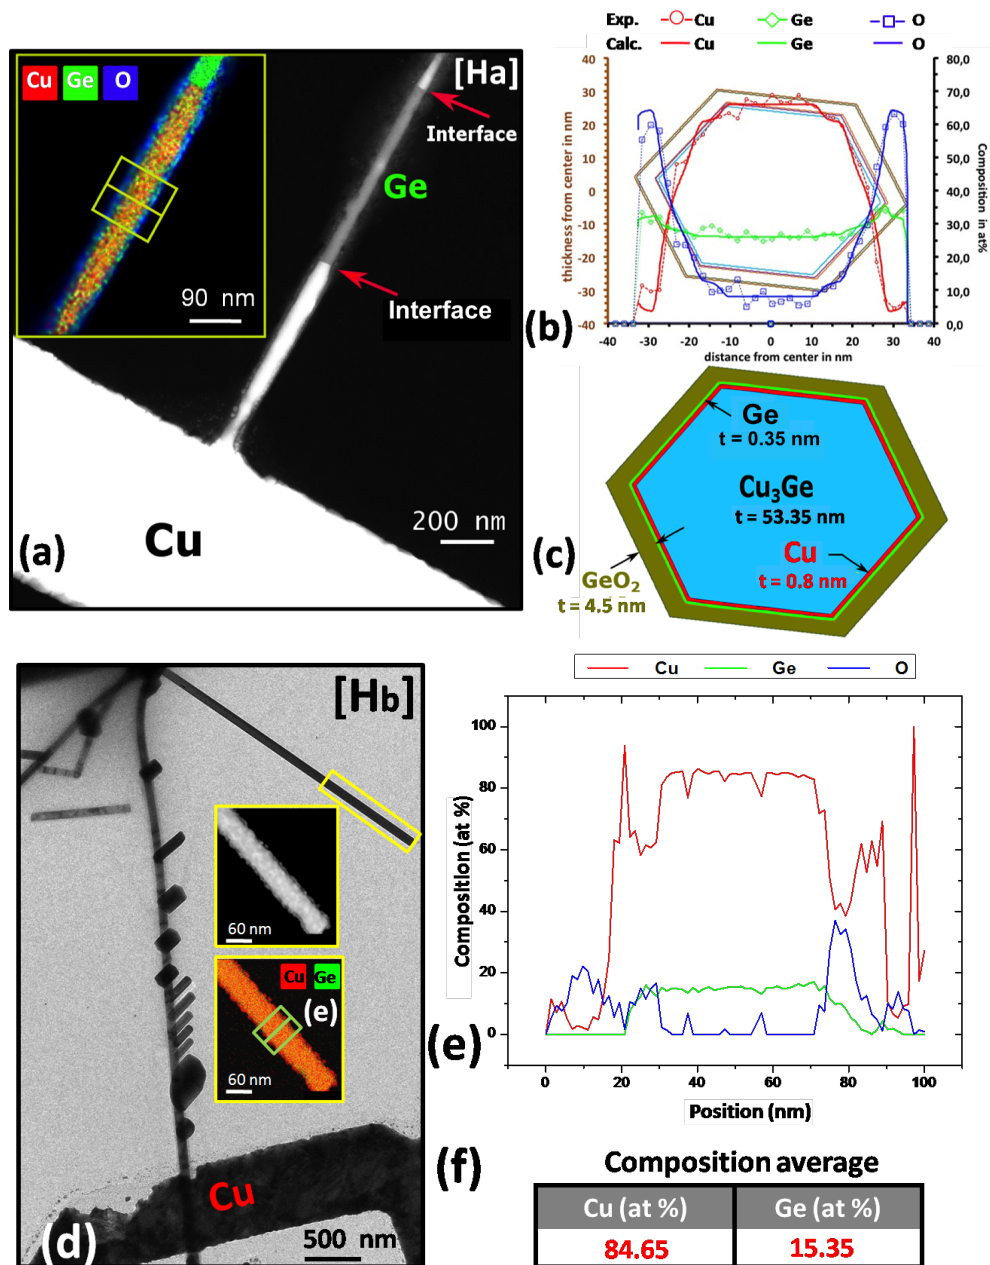 Exp. Cu Ge O
Calc. Cu Ge O
[Ha]
Cu Ge O
Interface
Ge
90 nm
Interface
200 nm
Cu
(a)
thickness from center in nm
40
30
20
10
0
-10
-20
-30
-40
80,0
70,0
60,0
50,0
40,0
30,0
20,0
10,0
0,0
Composition in at%
-40 -30 -20 -10 0 10 20 30 40
distance from center in nm
(b)
Ge
t = 0.35 nm
Cu3Ge
t = 53.35 nm
Cu
t = 0.8 nm
GeO2
t = 4.5 nm
(c)
[Hb]
60 nm
Cu Ge
(e)
60 nm
Cu
500 nm
(d)
Cu Ge O
Composition (at %)
100
80
60
40
20
0
0 20 40 60 80 100
Position (nm)
(e)
(f)
Composition average
Cu (at %) Ge (at %)
84.65 15.35